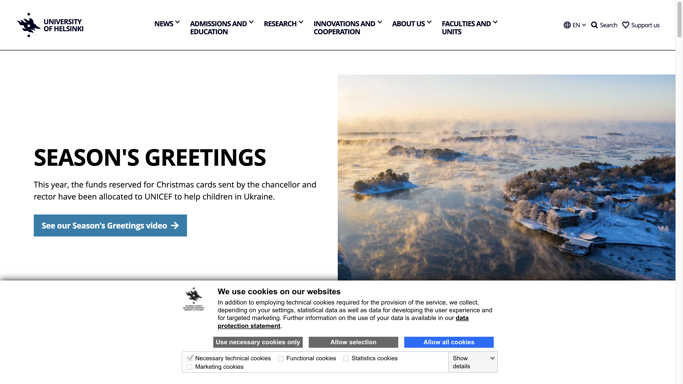 UNIVERSITY
OF HELSINKI
NEWS
ADMISSIONS AND
EDUCATION
RESEARCH
INNOVATIONS AND
COOPERATION
ABOUT US
FACULTIES AND
UNITS
EN
Search
Support us
SEASON'S GREETINGS
This year, the funds reserved for Christmas cards sent by the chancellor and
rector have been allocated to UNICEF to help children in Ukraine.
See our Season's Greetings video
We use cookies on our websites
In addition to employing technical cookies required for the provision of the service, we collect,
depending on your settings, statistical data as well as data for developing the user experience and
for targeted marketing. Further information on the use of your data is available in our data
protection statement.
Use necessary cookies only
Allow selection
Allow all cookies
Necessary technical cookies
Functional cookies
Statistics cookies
Marketing cookies
Show
details